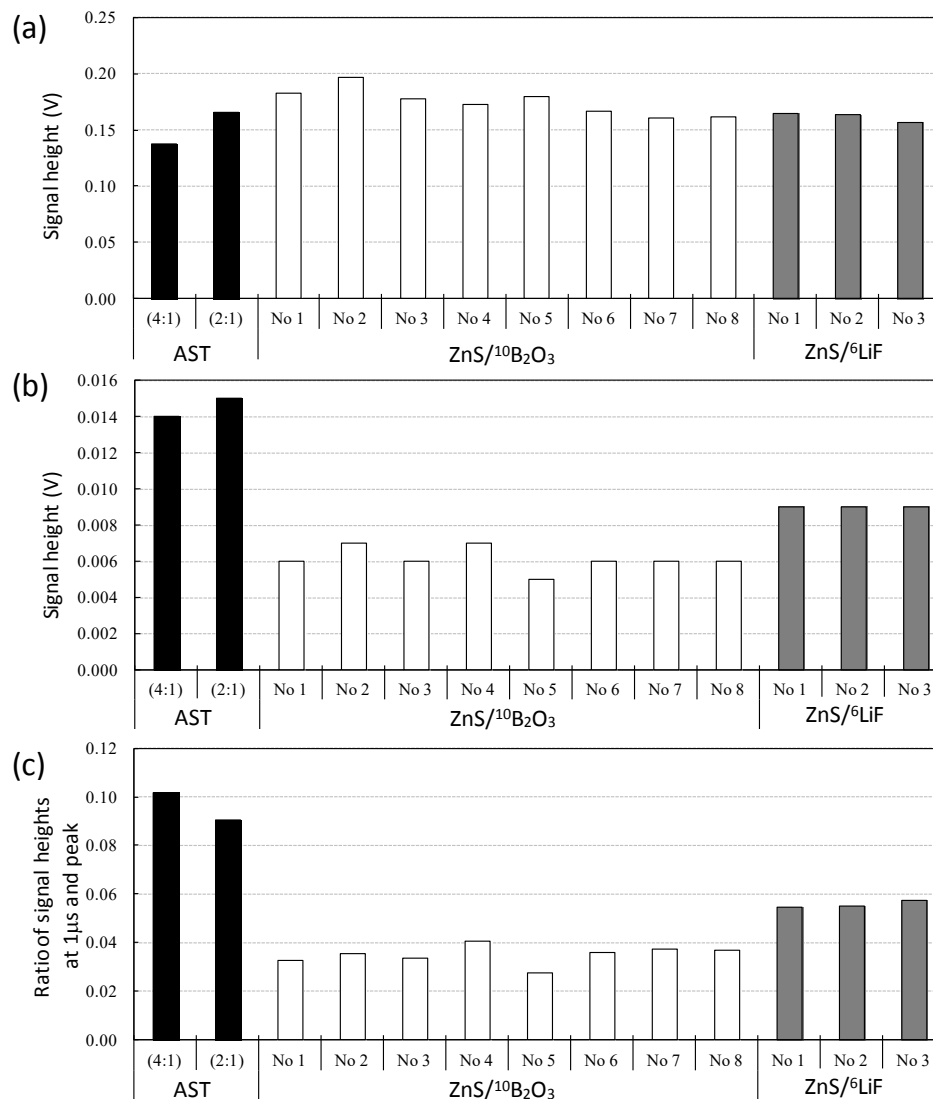 (a)
Signal height (V)
0.25
0.20
0.15
0.10
0.05
0.00
(4:1) (2:1) No 1 No 2 No 3 No 4 No 5 No 6 No 7 No 8 No 1 No 2 No 3
AST ZnS/¹⁰B₂O₃ ZnS/⁶LiF
(b)
Signal height (V)
0.016
0.014
0.012
0.010
0.008
0.006
0.004
0.002
0.000
(4:1) (2:1) No 1 No 2 No 3 No 4 No 5 No 6 No 7 No 8 No 1 No 2 No 3
AST ZnS/¹⁰B₂O₃ ZnS/⁶LiF
(c)
Ratio of signal heights
at 1μs and peak
0.12
0.10
0.08
0.06
0.04
0.02
0.00
(4:1) (2:1) No 1 No 2 No 3 No 4 No 5 No 6 No 7 No 8 No 1 No 2 No 3
AST ZnS/¹⁰B₂O₃ ZnS/⁶LiF